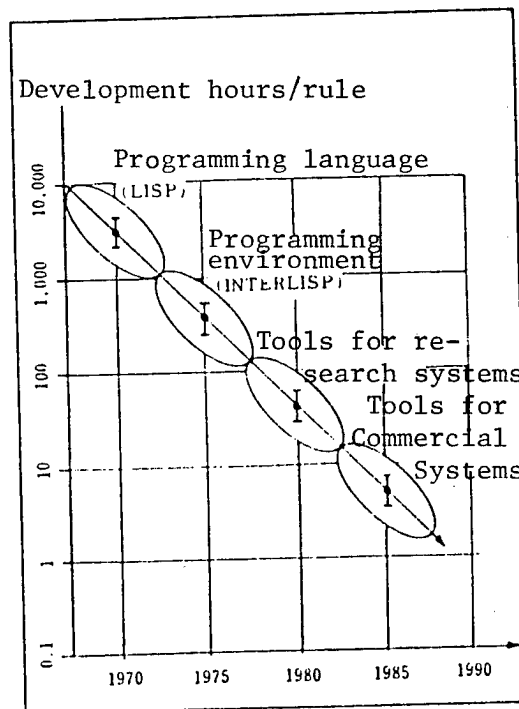 Development hours/rule
Programming language
(LISP)
10.000
Programming
environment
(INTERLISP)
1.000
Tools for re-
search systems
100
Tools for
Commercial
Systems
10
1
0.1
1970 1975 1980 1985 1990